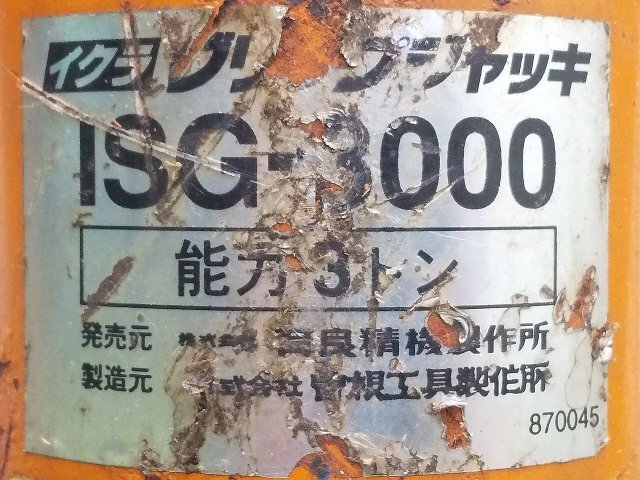 イクラグリップジャッキ
ISG-3000
能力3トン
発売元 株式会社 育良精機製作所
製造元 株式会社 工具製作所
870045